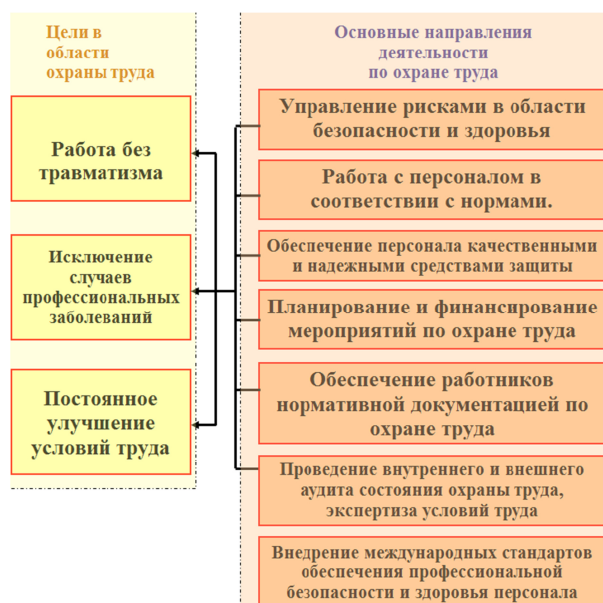 Цели в
области
охраны труда
Работа без
травматизма
Исключение
случаев
профессиональных
заболеваний
Постоянное
улучшение
условий труда
Основные направления
деятельности
по охране труда
Управление рисками в области
безопасности и здоровья
Работа с персоналом в
соответствии с нормами.
Обеспечение персонала качественными
и надежными средствами защиты
Планирование и финансирование
мероприятий по охране труда
Обеспечение работников
нормативной документацией по
охране труда
Проведение внутреннего и внешнего
аудита состояния охраны труда,
экспертиза условий труда
Внедрение международных стандартов
обеспечения профессиональной
безопасности и здоровья персонала